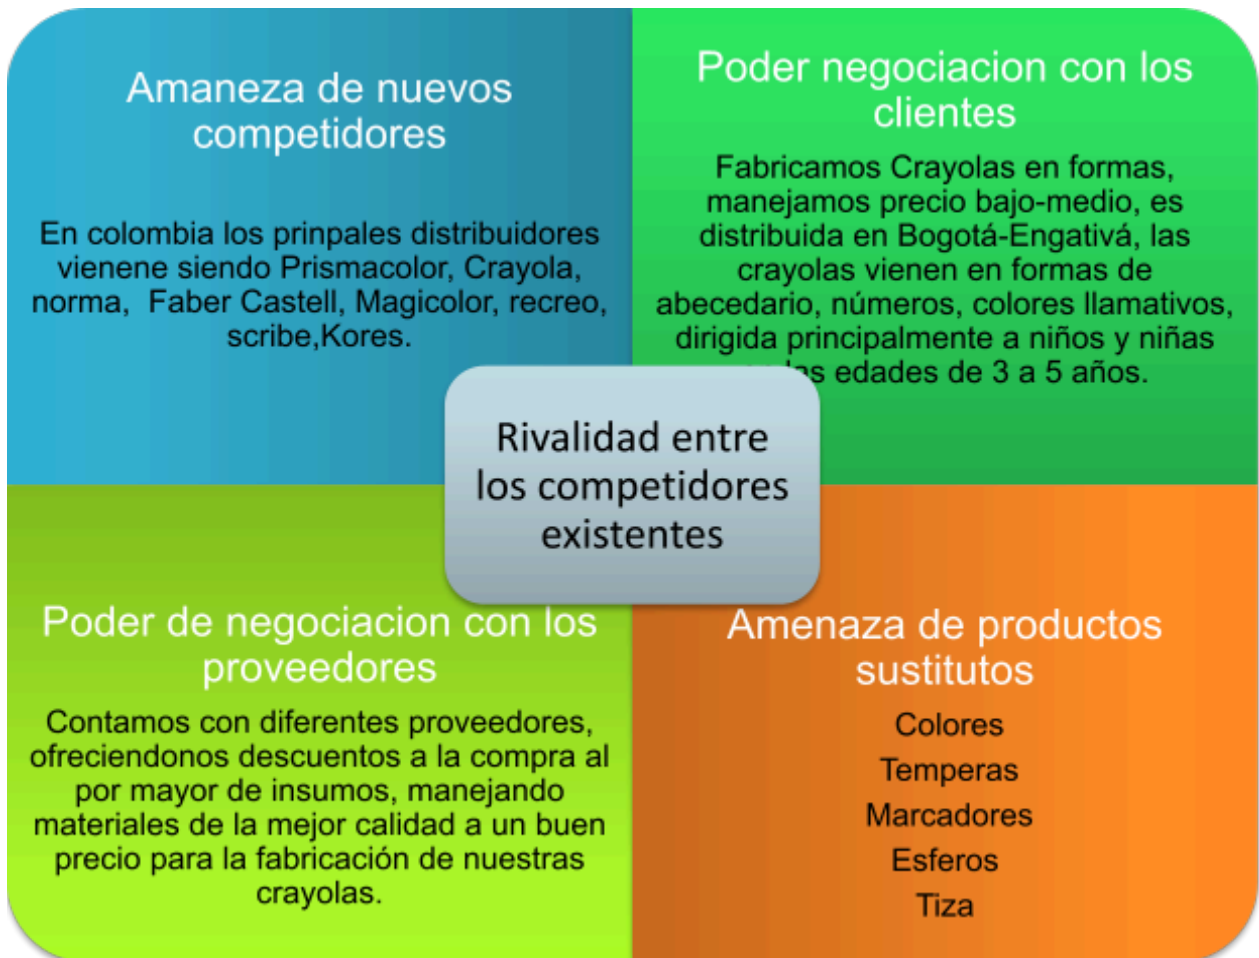 Amaneza de nuevos
competidores
En colombia los prinpales distribuidores
vienene siendo Prismacolor, Crayola,
norma, Faber Castell, Magicolor, recreo,
scribe,Kores.
Poder negociacion con los
clientes
Fabricamos Crayolas en formas,
manejamos precio bajo-medio, es
distribuida en Bogotá-Engativá, las
crayolas vienen en formas de
abecedario, números, colores llamativos,
dirigida principalmente a niños y niñas
edades de 3 a 5 años.
Rivalidad entre
los competidores
existentes
Poder de negociacion con los
proveedores
Contamos con diferentes proveedores,
ofreciendonos descuentos a la compra al
por mayor de insumos, manejando
materiales de la mejor calidad a un buen
precio para la fabricación de nuestras
crayolas.
Amenaza de productos
sustitutos
Colores
Temperas
Marcadores
Esferos
Tiza